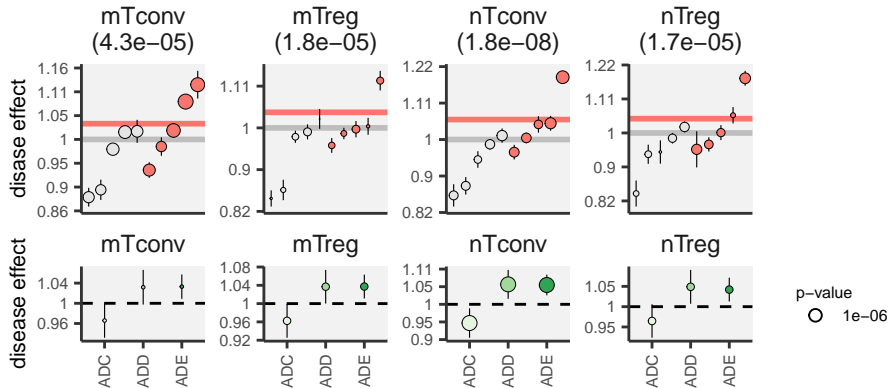 mTconv
(4.3e−05)
mTreg
(1.8e−05)
nTconv
(1.8e−08)
nTreg
(1.7e−05)
disease effect
1.16
1.11
1.05
1
0.95
0.9
0.86
1.11
1
0.82
1.22
1.11
1
0.9
0.82
1.22
1.11
1
0.9
0.82
mTconv
mTreg
nTconv
nTreg
disease effect
1.04
1
0.96
1.08
1.04
1
0.96
0.92
1.11
1.05
1
0.95
0.9
1.05
1
0.95
ADC
ADD
ADE
ADC
ADD
ADE
ADC
ADD
ADE
ADC
ADD
ADE
p−value
1e−06